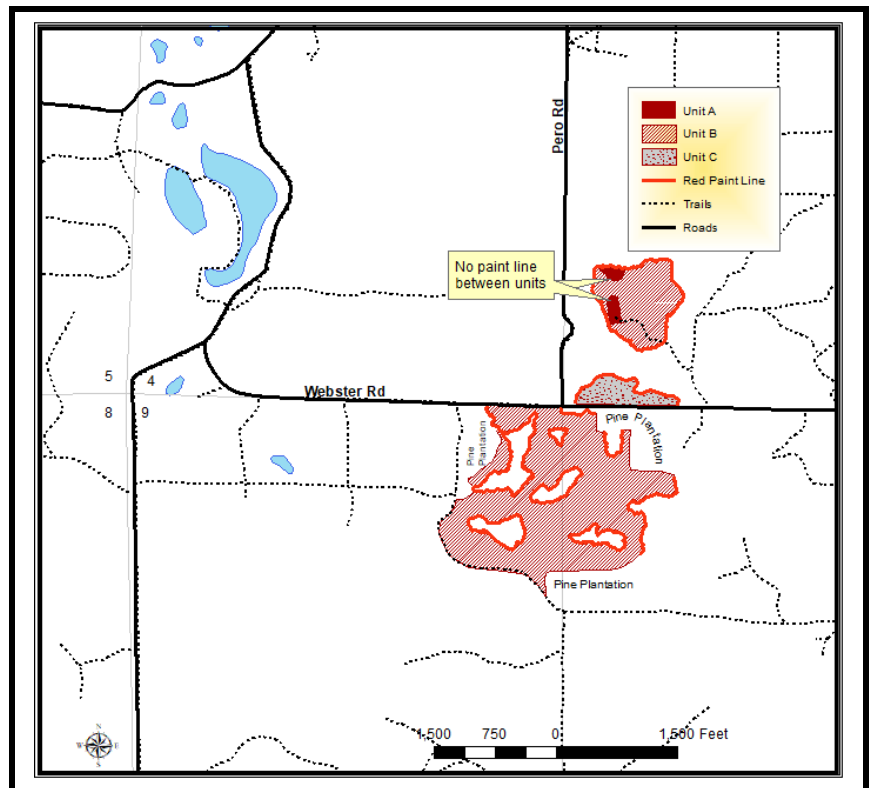 Pero Rd
Unit A
Unit B
Unit C
Red Paint Line
Trails
Roads
No paint line
between units
5
4
8
9
Webster Rd
Pine Plantation
Pine
Plantation
Pine Plantation
N
W
E
S
1,500
750
0
1,500 Feet